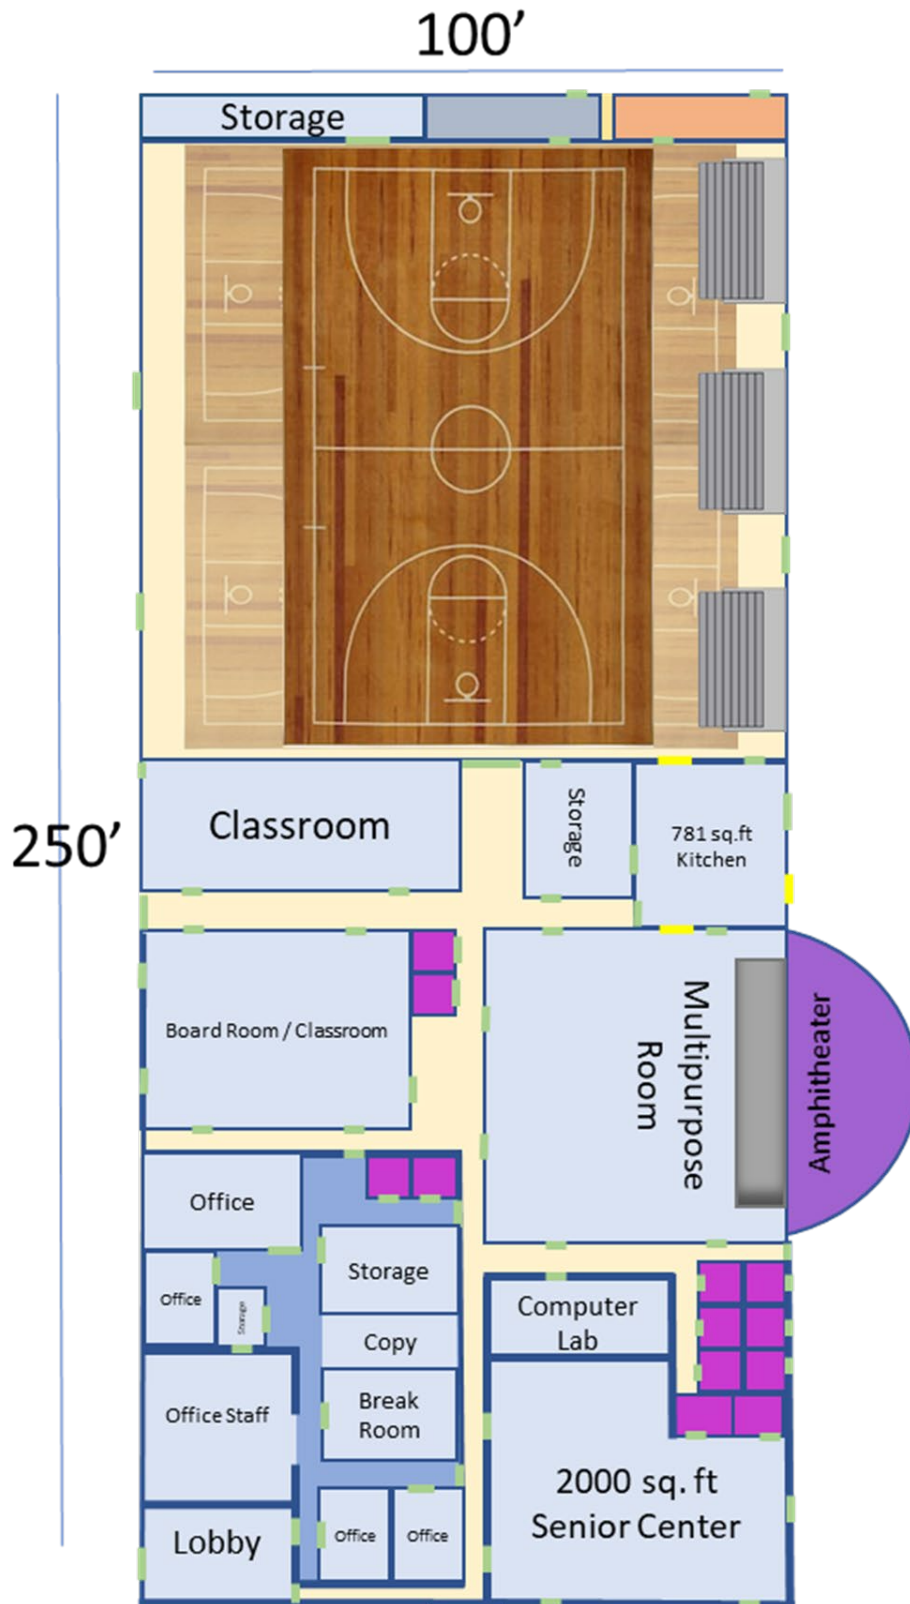 100’
Storage
250’
Classroom
Storage
781 sq.ft
Kitchen
Board Room / Classroom
Multipurpose
Room
Amphitheater
Office
Storage
Office
Storage
Computer
Lab
Copy
Office Staff
Break
Room
2000 sq. ft
Senior Center
Lobby
Office
Office